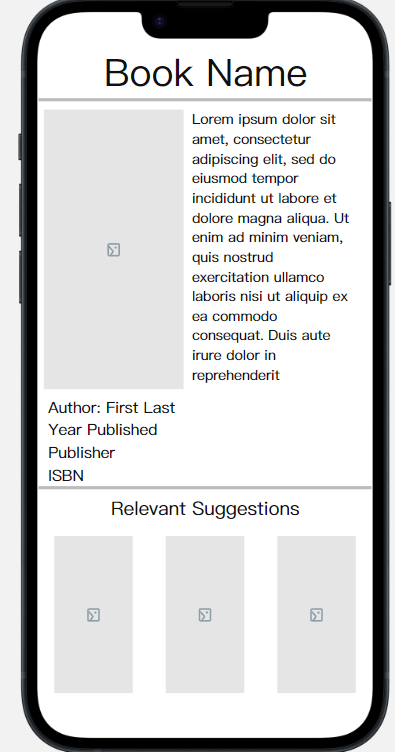 Book Name
Lorem ipsum dolor sit
amet, consectetur
adipiscing elit, sed do
eiusmod tempor
incididunt ut labore et
dolore magna aliqua. Ut
enim ad minim veniam,
quis nostrud
exercitation ullamco
laboris nisi ut aliquip ex
ea commodo
consequat. Duis aute
irure dolor in
reprehenderit
Author: First Last
Year Published
Publisher
ISBN
Relevant Suggestions